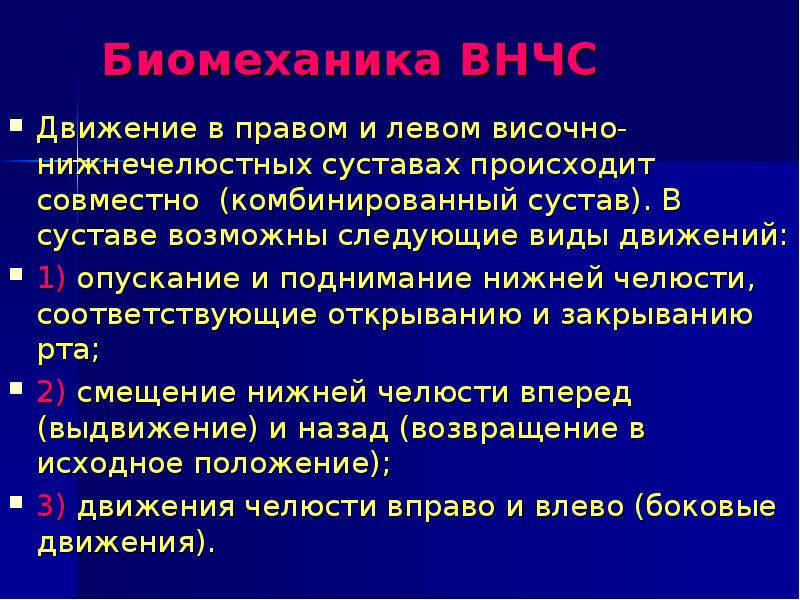 Биомеханика ВНЧС
Движение в правом и левом височно-
нижнечелюстных суставах происходит
совместно (комбинированный сустав). В
суставе возможны следующие виды движений:
1) опускание и поднимание нижней челюсти,
соответствующие открыванию и закрыванию
рта;
2) смещение нижней челюсти вперед
(выдвижение) и назад (возвращение в
исходное положение);
3) движения челюсти вправо и влево (боковые
движения).